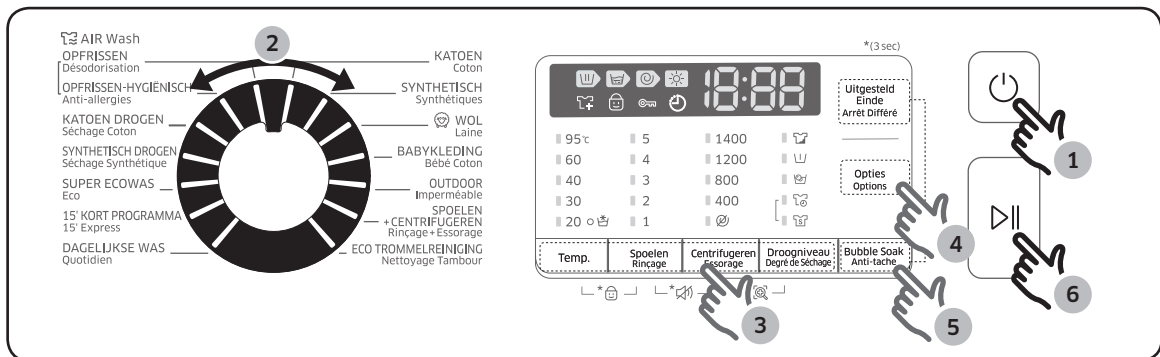 AIR Wash
OPFRISSEN
Désodorisation
OPFRISSEN-HYGIËNISCH
Anti-allergies
KATOEN DROGEN
Séchage Coton
SYNTHETISCH DROGEN
Séchage Synthétique
SUPER ECOWAS
Eco
15' KORT PROGRAMMA
15' Express
DAGELIJKSE WAS
Quotidien
2
KATOEN
Coton
SYNTHETISCH
Synthétiques
WOL
Laine
BABYKLEDING
Bébé Coton
OUTDOOR
Imperméable
SPOELEN
+CENTRIFUGEREN
Rinçage+Essorage
ECO TROMMELREINIGING
Nettoyage Tambour
*(3 sec)
18:88
95℃ 5 1400
60 4 1200
40 3 800
30 2 400
20 1
Uitgesteld
Einde
Arrêt Différé
Opties
Options
Temp.
Spoelen
Rinçage
Centrifugeren
Essorage
Droogniveau
Degré de Séchage
Bubble Soak
Anti-tache
* *
1
3
4
5
6